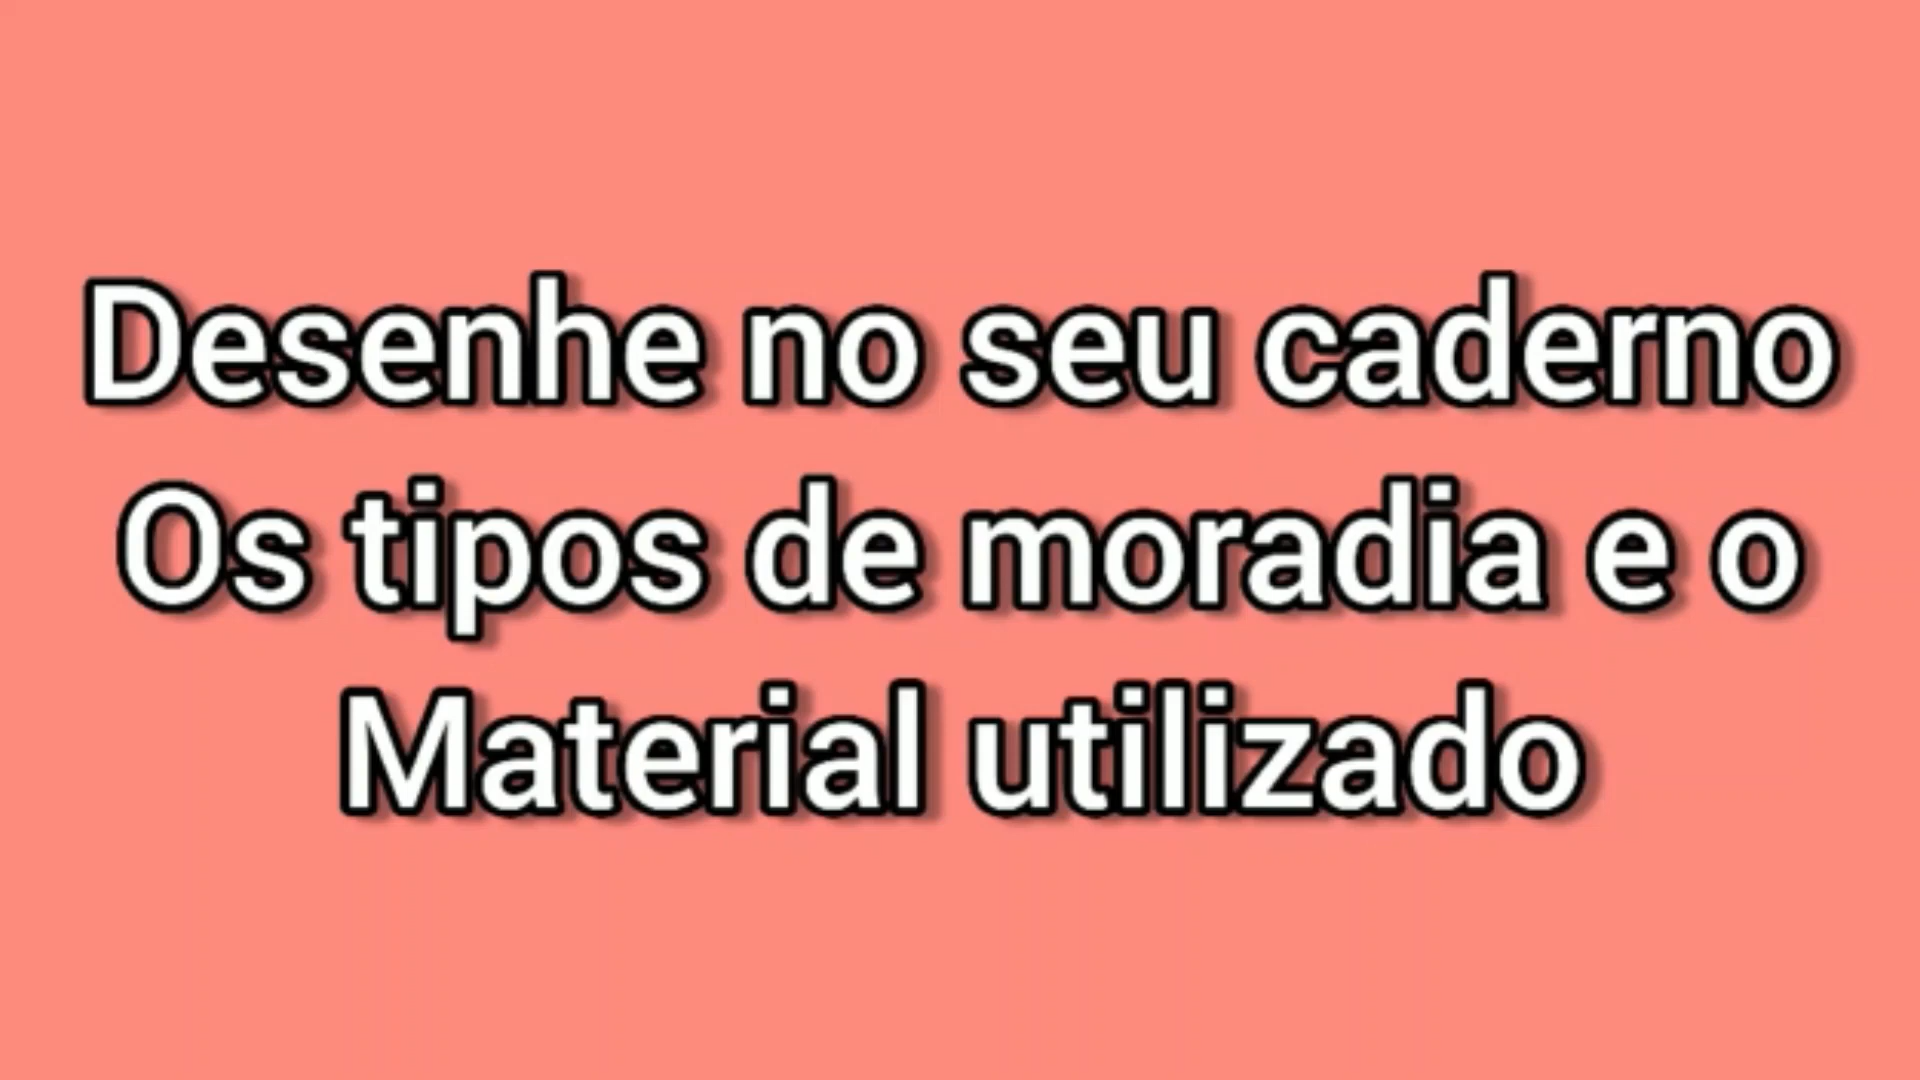 Desenhe no seu caderno
Os tipos de moradia e o
Material utilizado